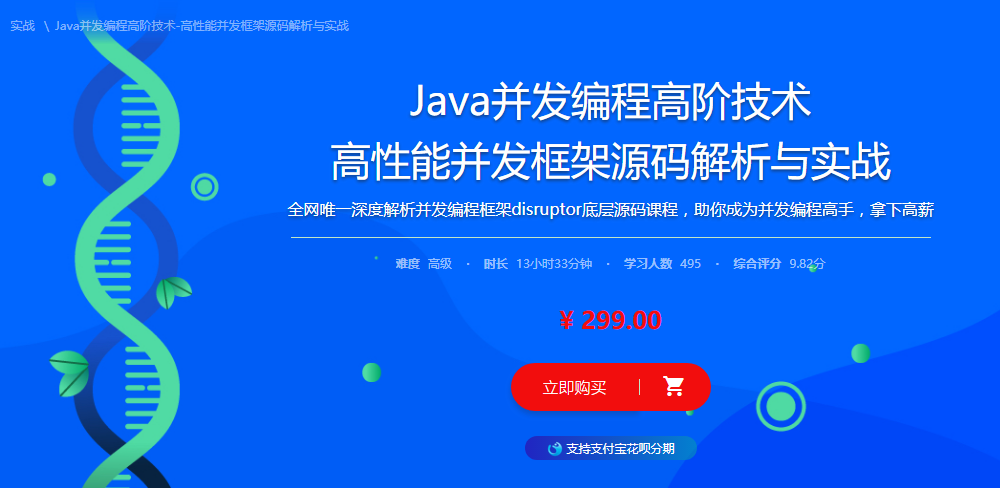 实战 \ Java并发编程高阶技术-高性能并发框架源码解析与实战
Java并发编程高阶技术
高性能并发框架源码解析与实战
全网唯一深度解析并发编程框架disruptor底层源码课程，助你成为并发编程高手，拿下高薪
难度 高级 · 时长 13小时33分钟 · 学习人数 495 · 综合评分 9.82分
¥ 299.00
立即购买
支持支付宝花呗分期